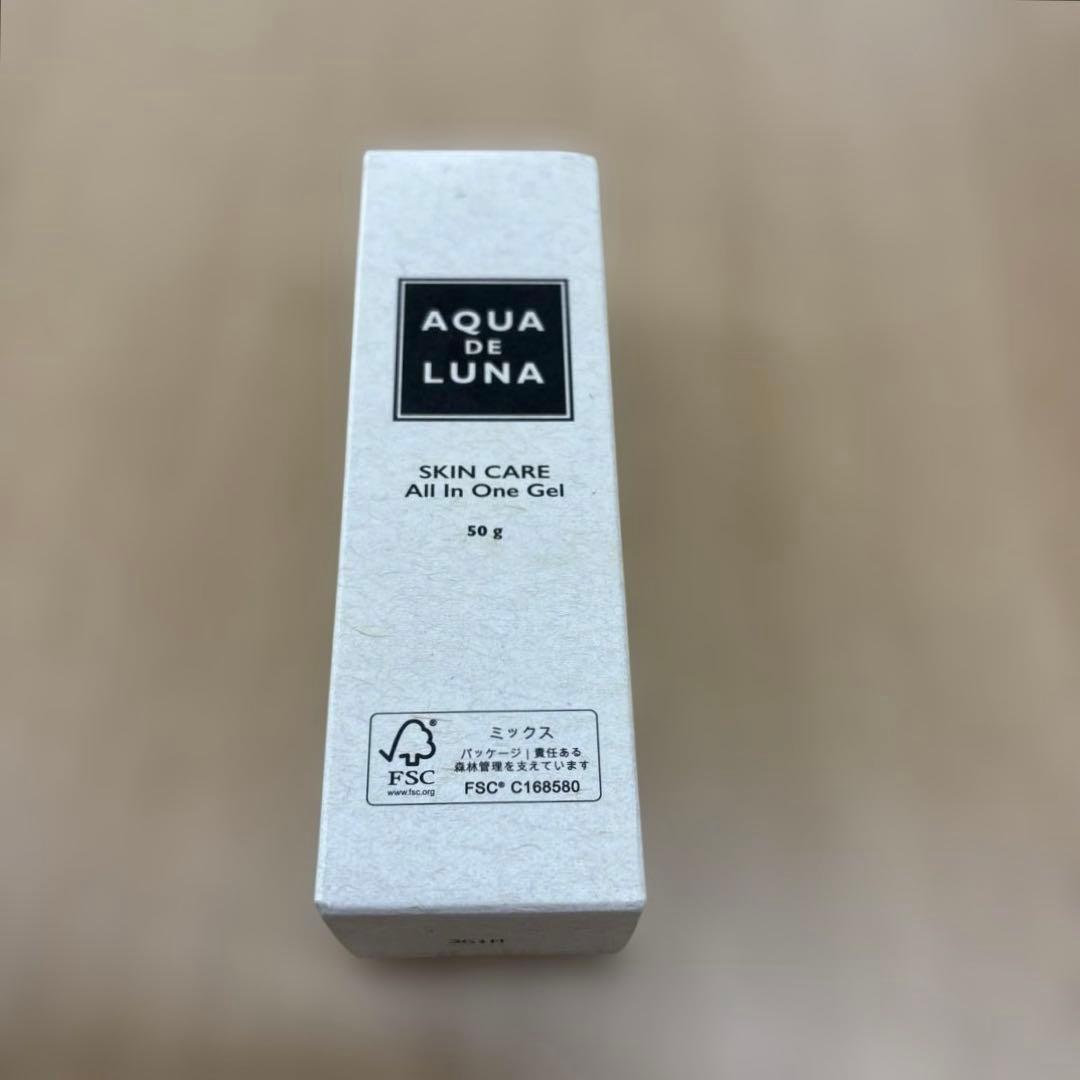 AQUA
DE
LUNA
SKIN CARE
All In One Gel
50 g
FSC®
www.fsc.org
ミックス
パッケージ | 責任ある
森林管理を支えています
FSC® C168580